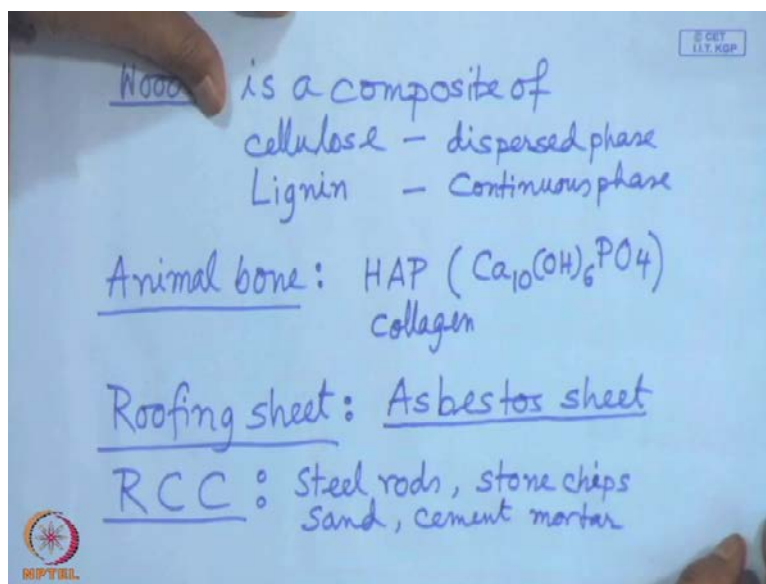 © CET
I.I.T. KGP
Wood is a composite of
cellulose - dispersed phase
Lignin - Continuous phase
Animal bone: HAP (Ca10(OH)6PO4)
Collagen
Roofing sheet: Asbestos sheet
RCC: Steel rods, stone chips
Sand, cement mortar
NPTEL